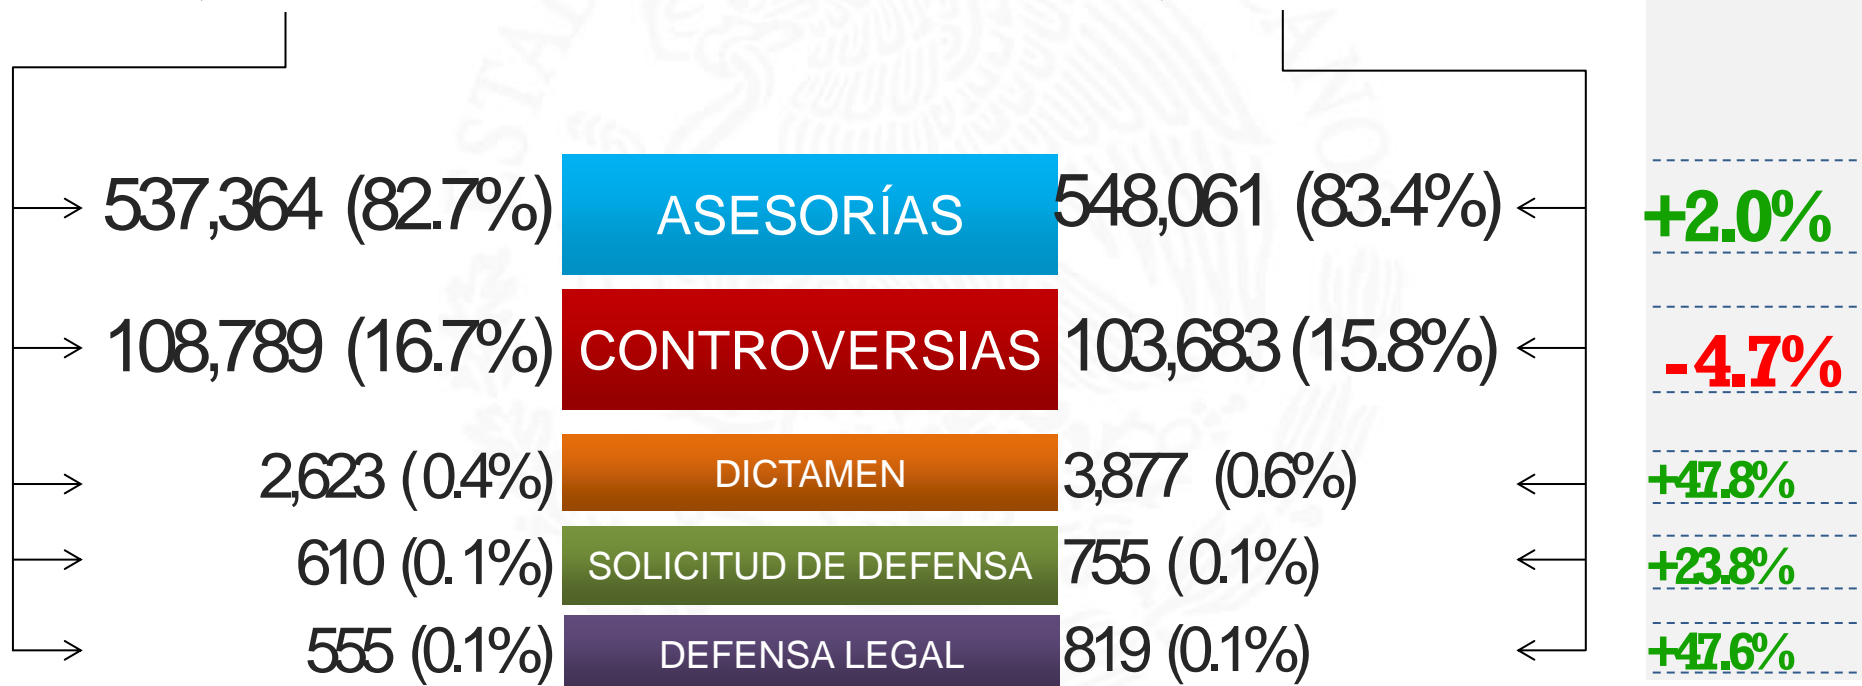 537,364 (82.7%) ASESORÍAS 548,061 (83.4%) +2.0%
108,789 (16.7%) CONTROVERSIAS 103,683 (15.8%) -4.7%
2,623 (0.4%) DICTAMEN 3,877 (0.6%) +47.8%
610 (0.1%) SOLICITUD DE DEFENSA 755 (0.1%) +23.8%
555 (0.1%) DEFENSA LEGAL 819 (0.1%) +47.6%